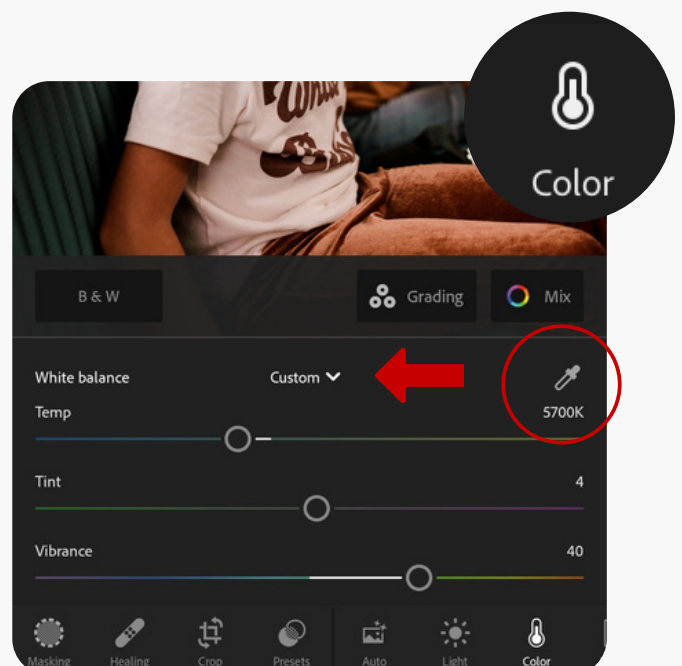 White
Color
B & W
Grading
Mix
White balance
Custom
Temp
5700K
Tint
4
Vibrance
40
Masking
Healing
Crop
Presets
Auto
Light
Color